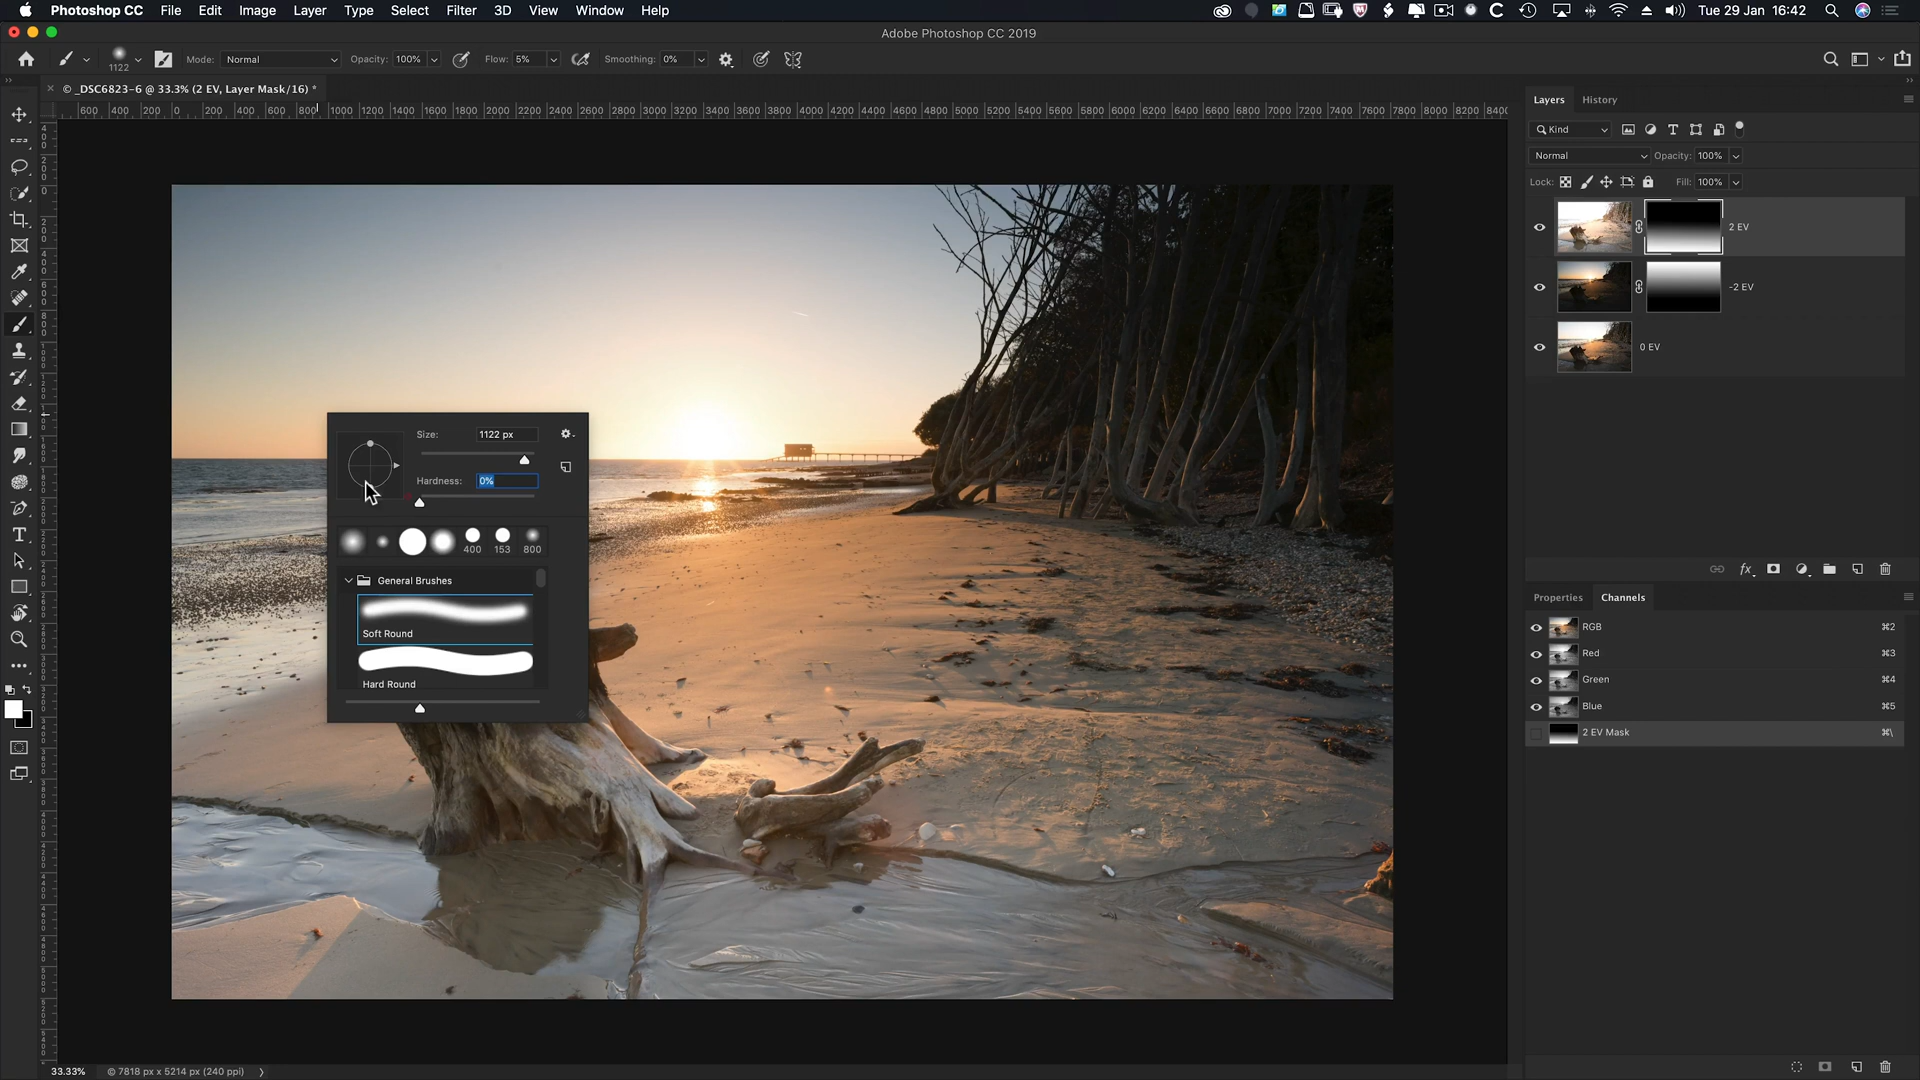 Photoshop CC File Edit Image Layer Type Select Filter 3D View Window Help Tue 29 Jan 16:42
Adobe Photoshop CC 2019
1122 Mode: Normal Opacity: 100% Flow: 5% Smoothing: 0%
© _DSC6823-6 @ 33.3% (2 EV, Layer Mask/16) *
600 400 200 0 200 400 600 800 1000 1200 1400 1600 1800 2000 2200 2400 2600 2800 3000 3200 3400 3600 3800 4000 4200 4400 4600 4800 5000 5200 5400 5600 5800 6000 6200 6400 6600 6800 7000 7200 7400 7600 7800 8000 8200 8400
Layers History
Kind
Normal Opacity: 100%
Lock: Fill: 100%
2 EV
-2 EV
0 EV
Size: 1122 px
Hardness: 0%
400 153 800
General Brushes
Soft Round
Hard Round
fx
Properties Channels
RGB ⌘2
Red ⌘3
Green ⌘4
Blue ⌘5
2 EV Mask ⌘\
33.33% © 7818 px x 5214 px (240 ppi)